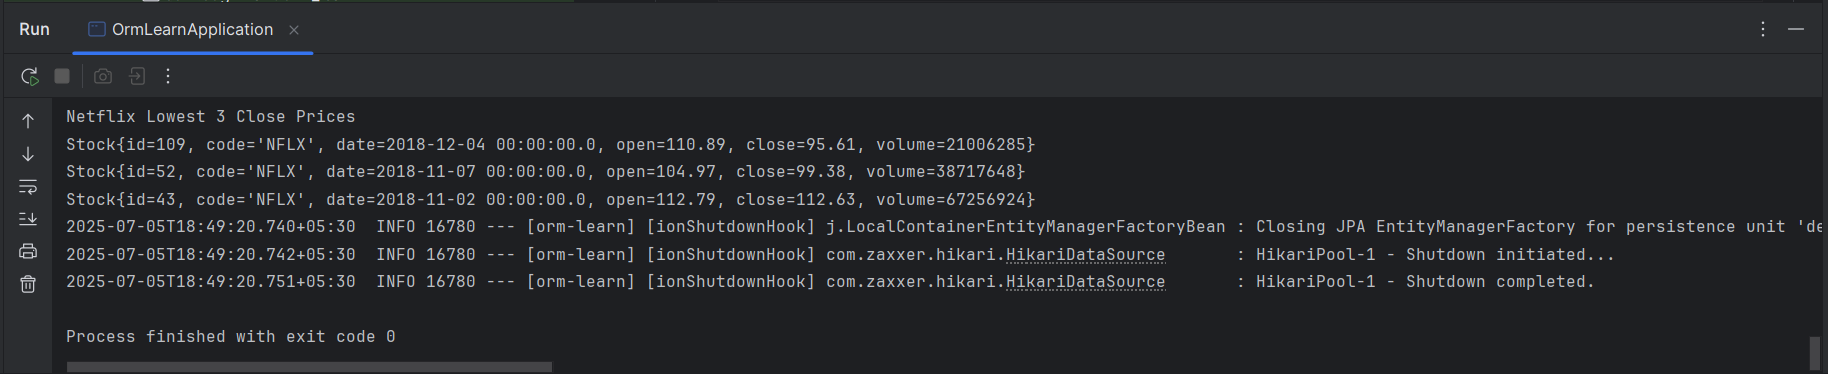 Run OrmLearnApplication
Netflix Lowest 3 Close Prices
Stock{id=109, code='NFLX', date=2018-12-04 00:00:00.0, open=110.89, close=95.61, volume=21006285}
Stock{id=52, code='NFLX', date=2018-11-07 00:00:00.0, open=104.97, close=99.38, volume=38717648}
Stock{id=43, code='NFLX', date=2018-11-02 00:00:00.0, open=112.79, close=112.63, volume=67256924}
2025-07-05T18:49:20.740+05:30  INFO 16780 --- [orm-learn] [ionShutdownHook] j.LocalContainerEntityManagerFactoryBean : Closing JPA EntityManagerFactory for persistence unit 'de
2025-07-05T18:49:20.742+05:30  INFO 16780 --- [orm-learn] [ionShutdownHook] com.zaxxer.hikari.HikariDataSource       : HikariPool-1 - Shutdown initiated...
2025-07-05T18:49:20.751+05:30  INFO 16780 --- [orm-learn] [ionShutdownHook] com.zaxxer.hikari.HikariDataSource       : HikariPool-1 - Shutdown completed.
Process finished with exit code 0